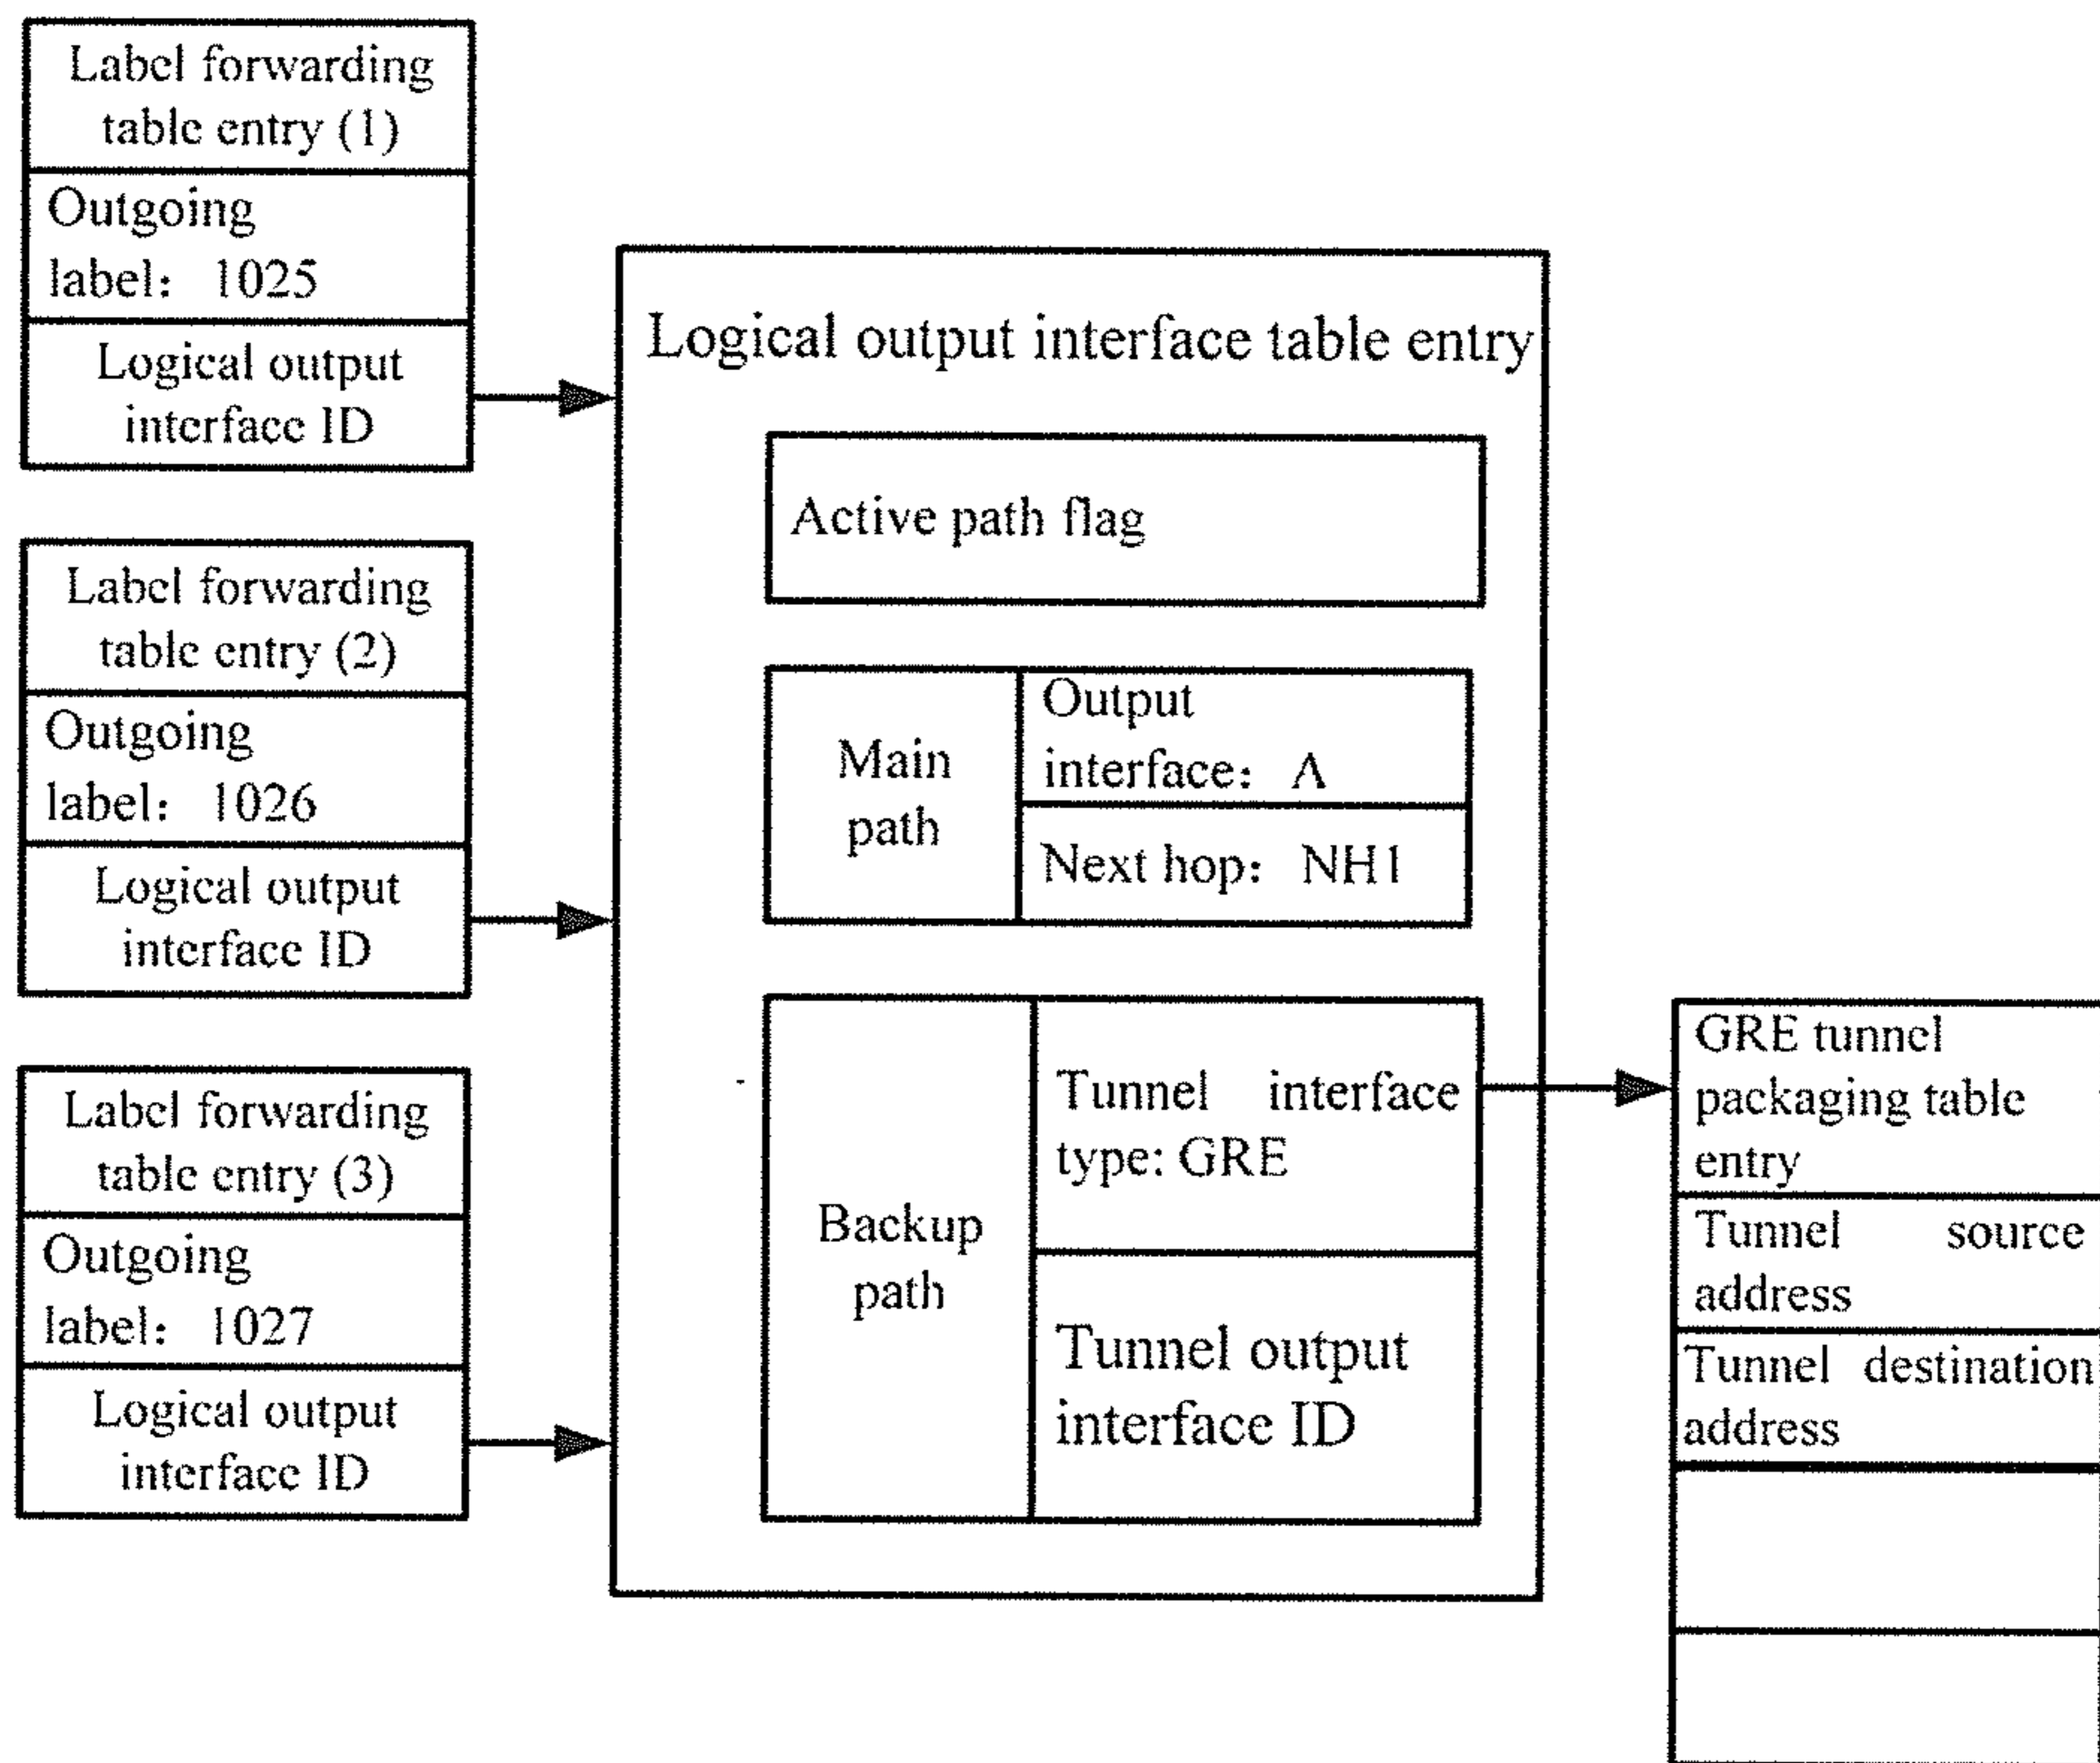 Label forwarding
table entry (1)
Outgoing
label： 1025
Logical output
interface ID
Label forwarding
table entry (2)
Outgoing
label： 1026
Logical output
interface ID
Label forwarding
table entry (3)
Outgoing
label： 1027
Logical output
interface ID
Logical output interface table entry
Active path flag
Main
path
Output
interface： A
Next hop： NH1
Backup
path
Tunnel interface
type: GRE
Tunnel output
interface ID
GRE tunnel
packaging table
entry
Tunnel source
address
Tunnel destination
address